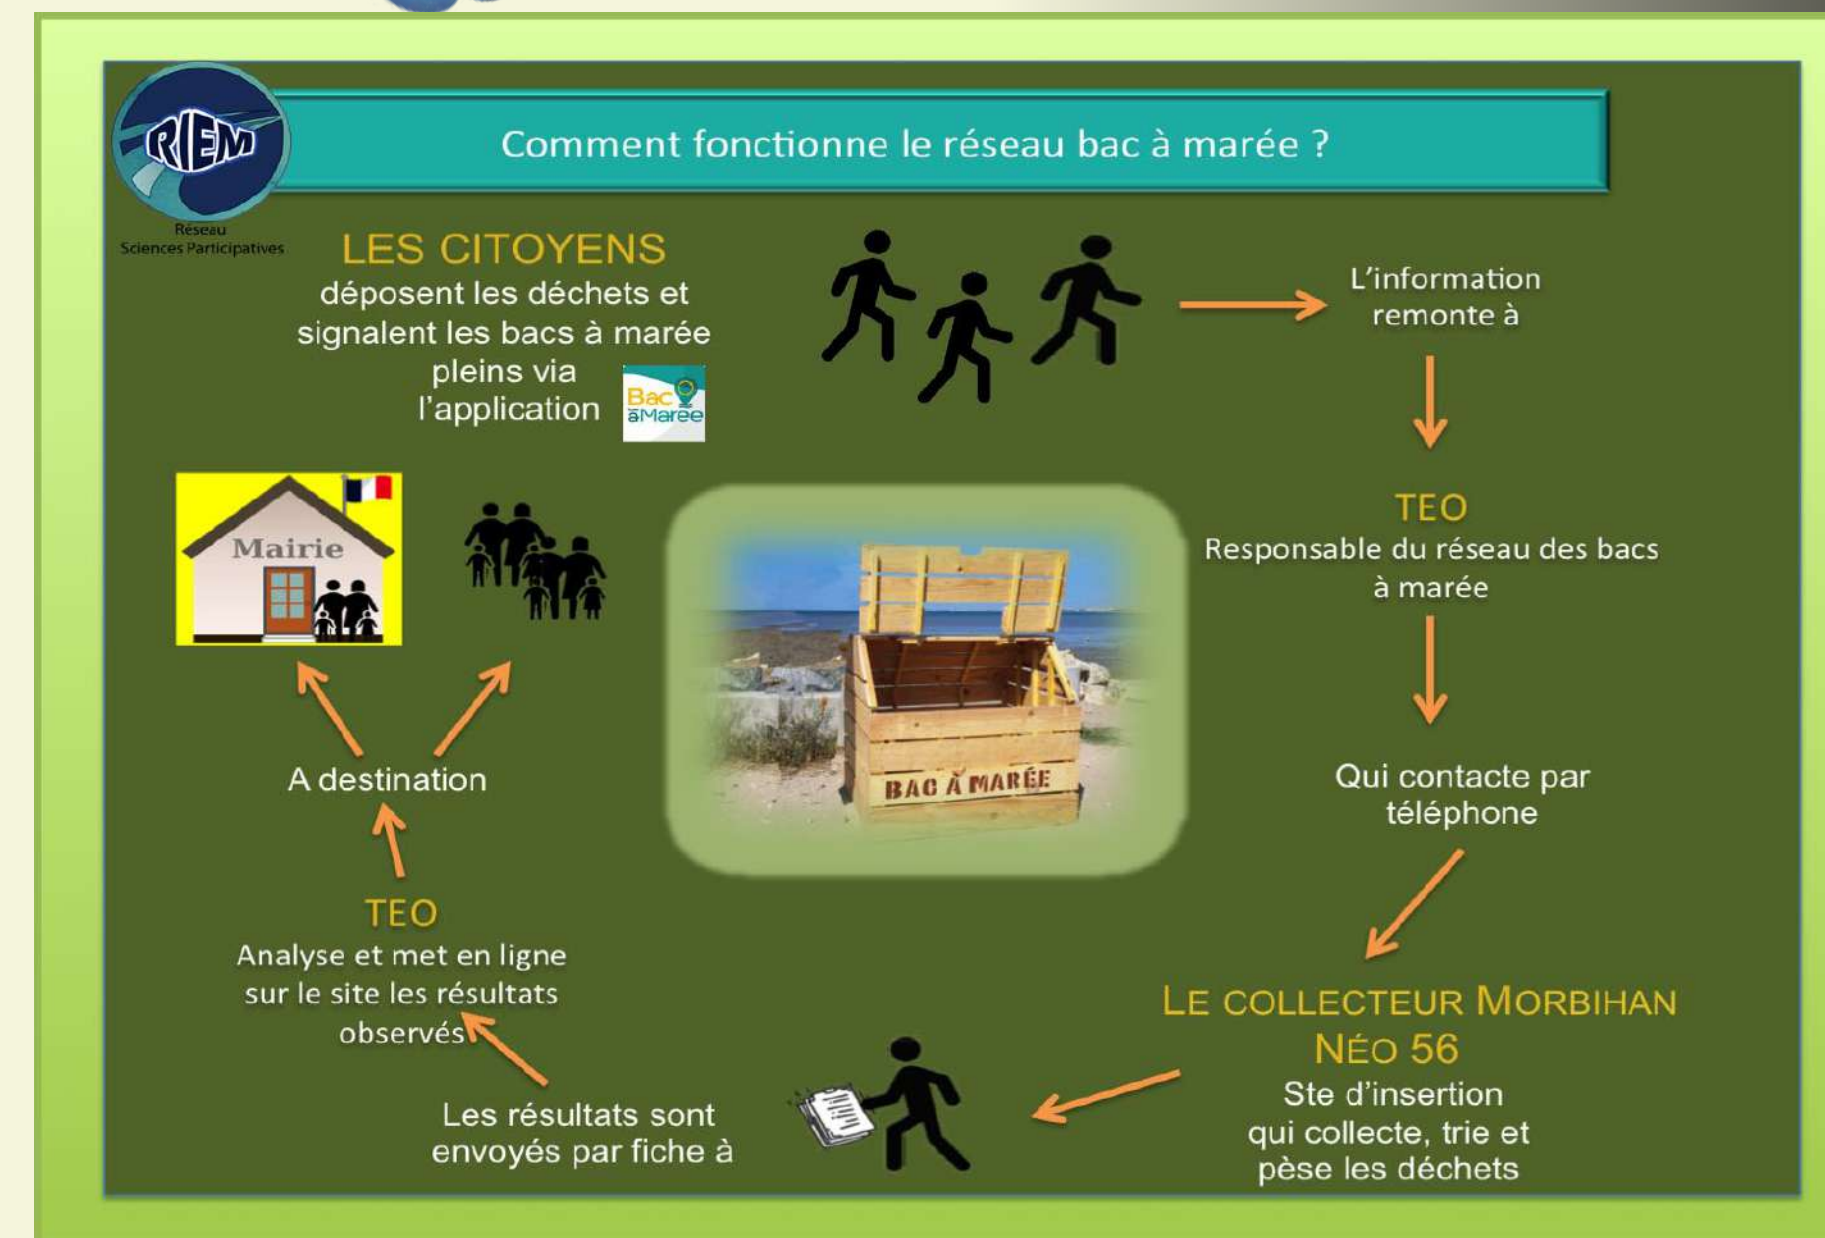 RIEM
Réseau
Sciences Participatives
Comment fonctionne le réseau bac à marée ?
LES CITOYENS
déposent les déchets et
signalent les bacs à marée
pleins via
l'application
Bac
àMarée
L'information
remonte à
TEO
Responsable du réseau des bacs
à marée
Qui contacte par
téléphone
LE COLLECTEUR MORBIHAN
NÉO 56
Ste d'insertion
qui collecte, trie et
pèse les déchets
Les résultats sont
envoyés par fiche à
TEO
Analyse et met en ligne
sur le site les résultats
observés
A destination
Mairie
BAC À MARÉE